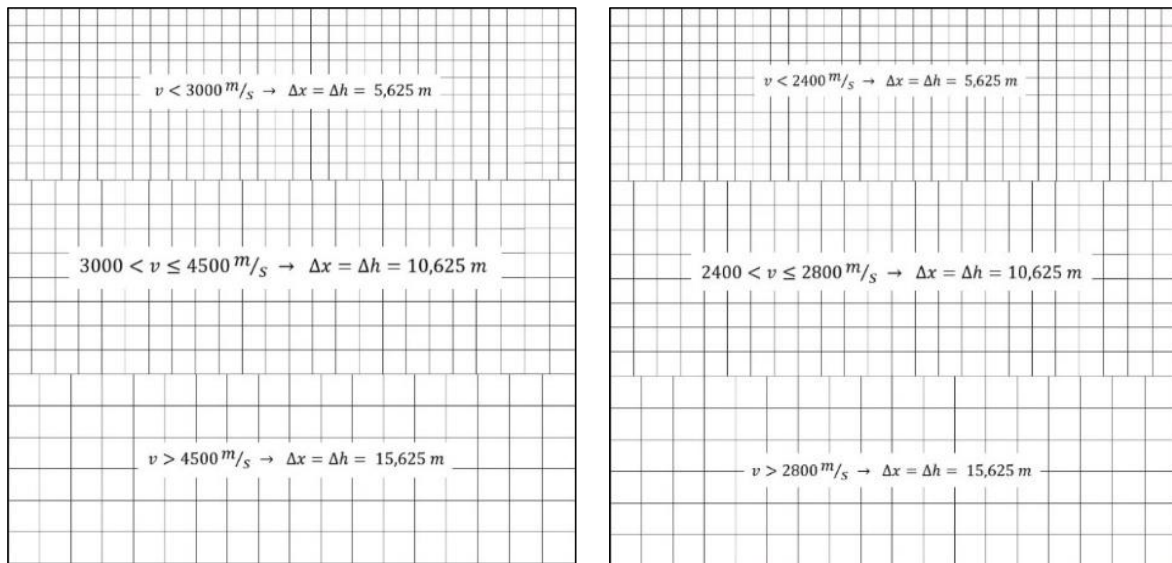 v < 3000 m/s → Δx = Δh = 5,625 m
3000 < v ≤ 4500 m/s → Δx = Δh = 10,625 m
v > 4500 m/s → Δx = Δh = 15,625 m
v < 2400 m/s → Δx = Δh = 5,625 m
2400 < v ≤ 2800 m/s → Δx = Δh = 10,625 m
v > 2800 m/s → Δx = Δh = 15,625 m